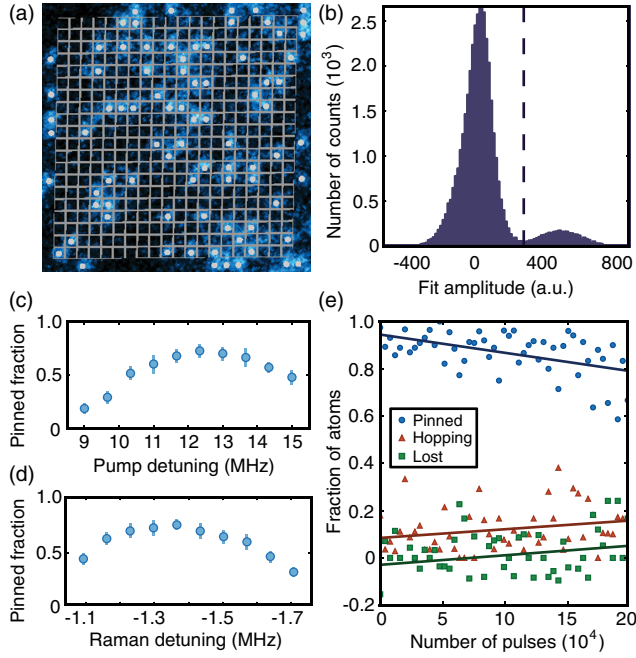 (a)
(b)
Number of counts (10³)
2.5
2.0
1.5
1.0
0.5
0
-400
0
400
800
Fit amplitude (a.u.)
(c)
Pinned fraction
1.0
0.5
0
9
10
11
12
13
14
15
Pump detuning (MHz)
(d)
Pinned fraction
1.0
0.5
0
-1.1
-1.3
-1.5
-1.7
Raman detuning (MHz)
(e)
Fraction of atoms
1.0
0.8
0.6
0.4
0.2
0
-0.2
Pinned
Hopping
Lost
0
5
10
15
20
Number of pulses (10⁴)